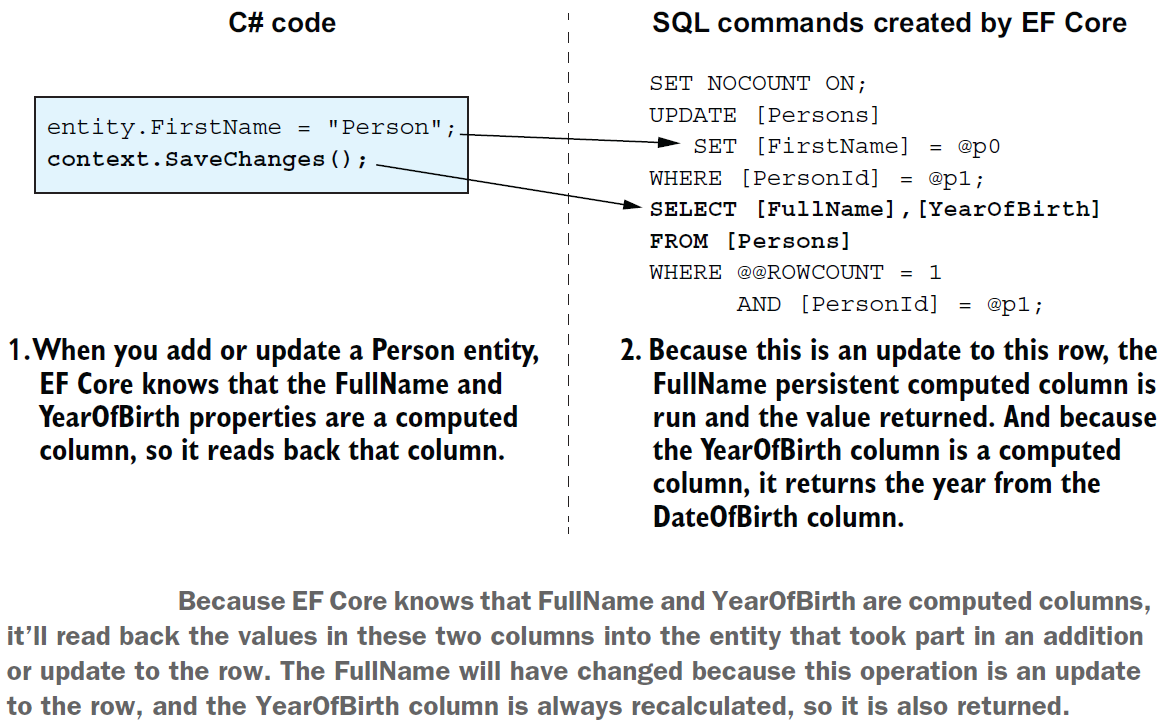 C# code
entity.FirstName = "Person";
context.SaveChanges();
1. When you add or update a Person entity,
EF Core knows that the FullName and
YearOfBirth properties are a computed
column, so it reads back that column.
SQL commands created by EF Core
SET NOCOUNT ON;
UPDATE [Persons]
SET [FirstName] = @p0
WHERE [PersonId] = @p1;
SELECT [FullName],[YearOfBirth]
FROM [Persons]
WHERE @@ROWCOUNT = 1
AND [PersonId] = @p1;
2. Because this is an update to this row, the
FullName persistent computed column is
run and the value returned. And because
the YearOfBirth column is a computed
column, it returns the year from the
DateOfBirth column.
Because EF Core knows that FullName and YearOfBirth are computed columns,
it’ll read back the values in these two columns into the entity that took part in an addition
or update to the row. The FullName will have changed because this operation is an update
to the row, and the YearOfBirth column is always recalculated, so it is also returned.